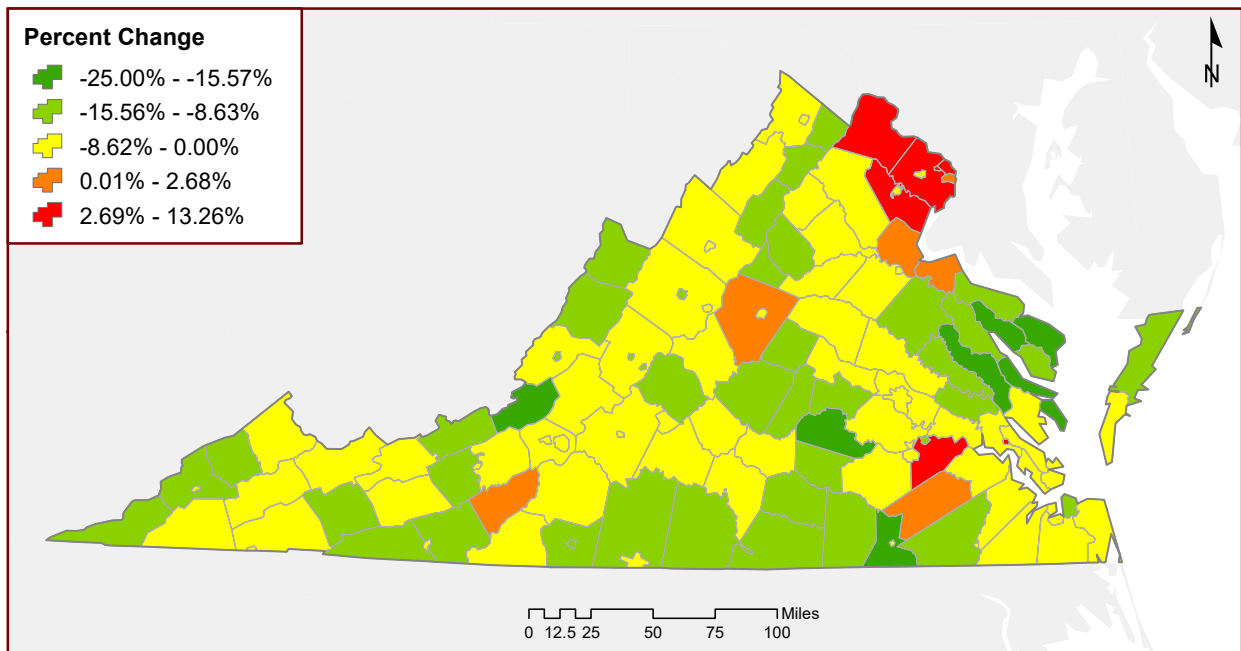 Percent Change
-25.00% - -15.57%
-15.56% - -8.63%
-8.62% - 0.00%
0.01% - 2.68%
2.69% - 13.26%
N
Miles
0 12.5 25 50 75 100